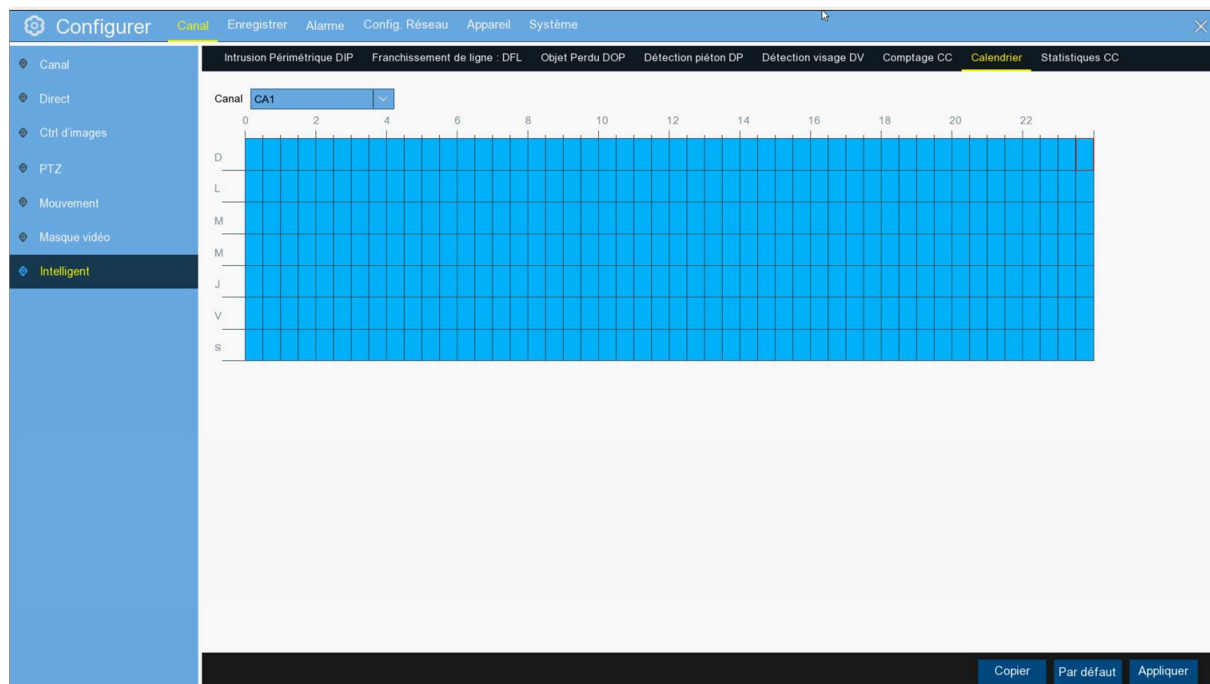 Configurer Canal Enregistrer Alarme Config. Réseau Appareil Système
Canal
Direct
Ctrl d'images
PTZ
Mouvement
Masque vidéo
Intelligent
Intrusion Périmétrique DIP Franchissement de ligne : DFL Objet Perdu DOP Détection piéton DP Détection visage DV Comptage CC Calendrier Statistiques CC
Canal CA1
0 2 4 6 8 10 12 14 16 18 20 22
D
L
M
M
J
V
S
Copier Par défaut Appliquer